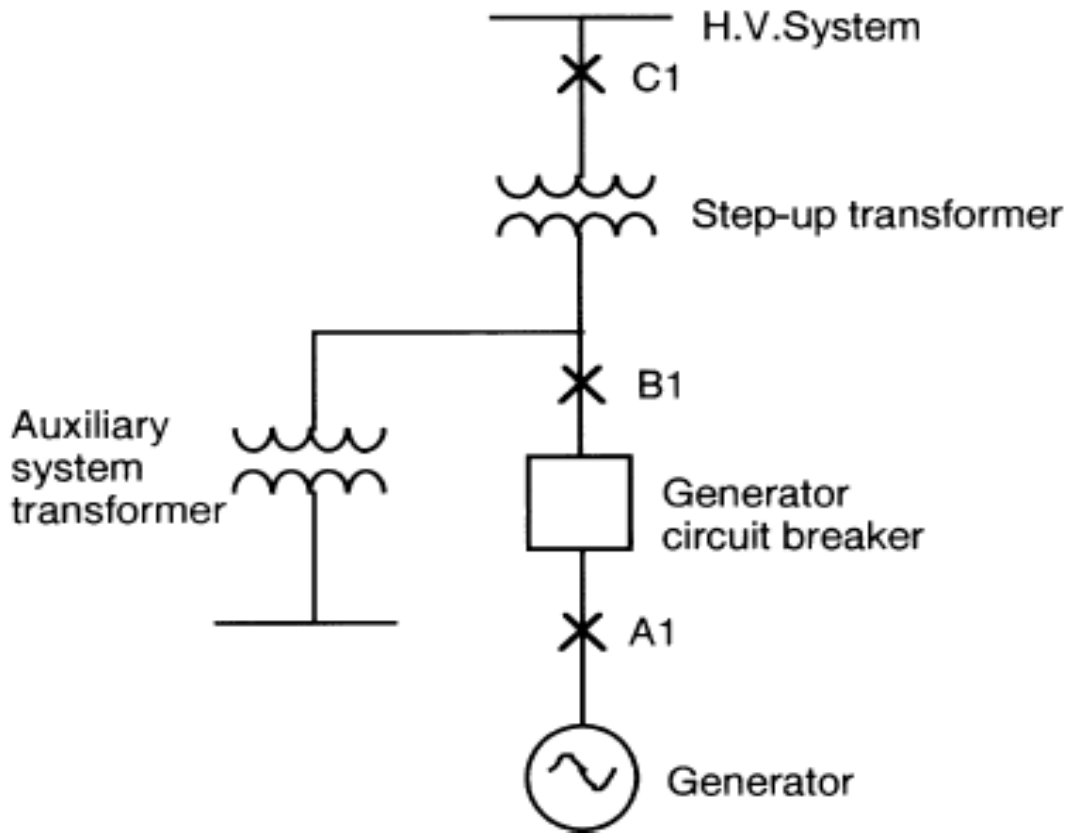 H.V.System
C1
Step-up transformer
B1
Auxiliary
system
transformer
Generator
circuit breaker
A1
Generator